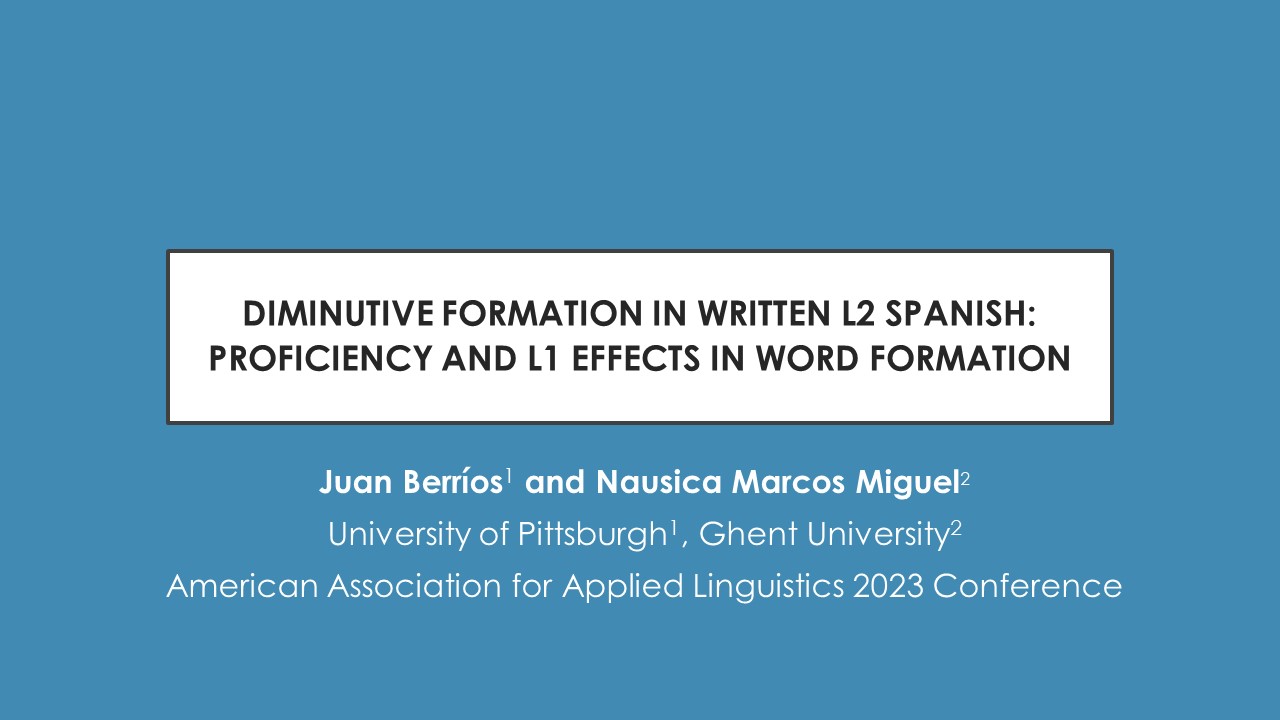 DIMINUTIVE FORMATION IN WRITTEN L2 SPANISH:
PROFICIENCY AND L1 EFFECTS IN WORD FORMATION
Juan Berríos¹ and Nausica Marcos Miguel²
University of Pittsburgh¹, Ghent University²
American Association for Applied Linguistics 2023 Conference